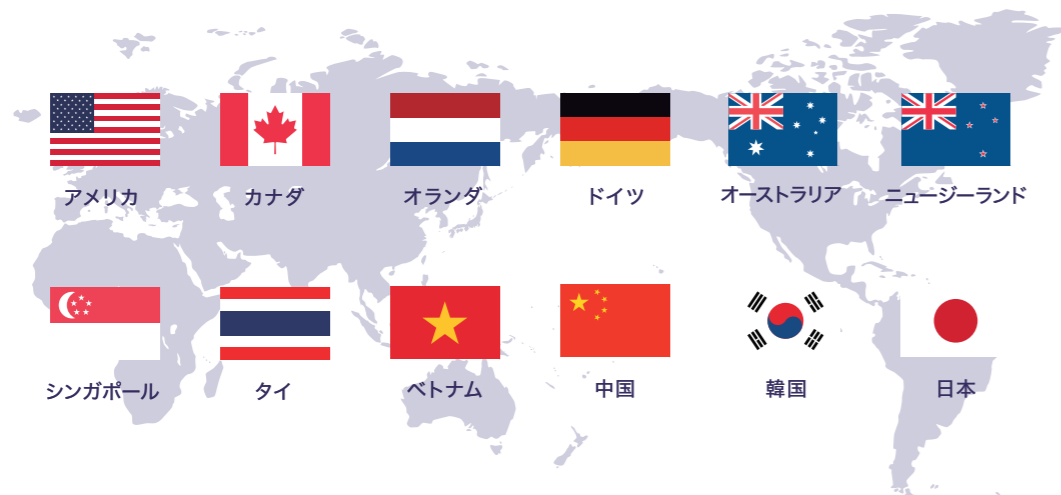 アメリカ
カナダ
オランダ
ドイツ
オーストラリア
ニュージーランド
シンガポール
タイ
ベトナム
中国
韓国
日本